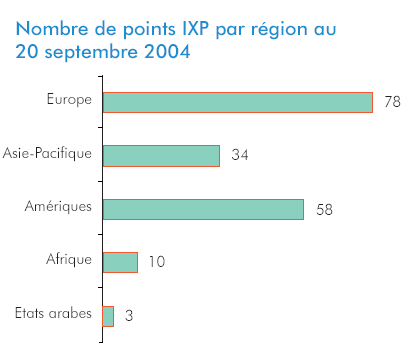 Nombre de points IXP par région au
20 septembre 2004
Europe 78
Asie-Pacifique 34
Amériques 58
Afrique 10
Etats arabes 3